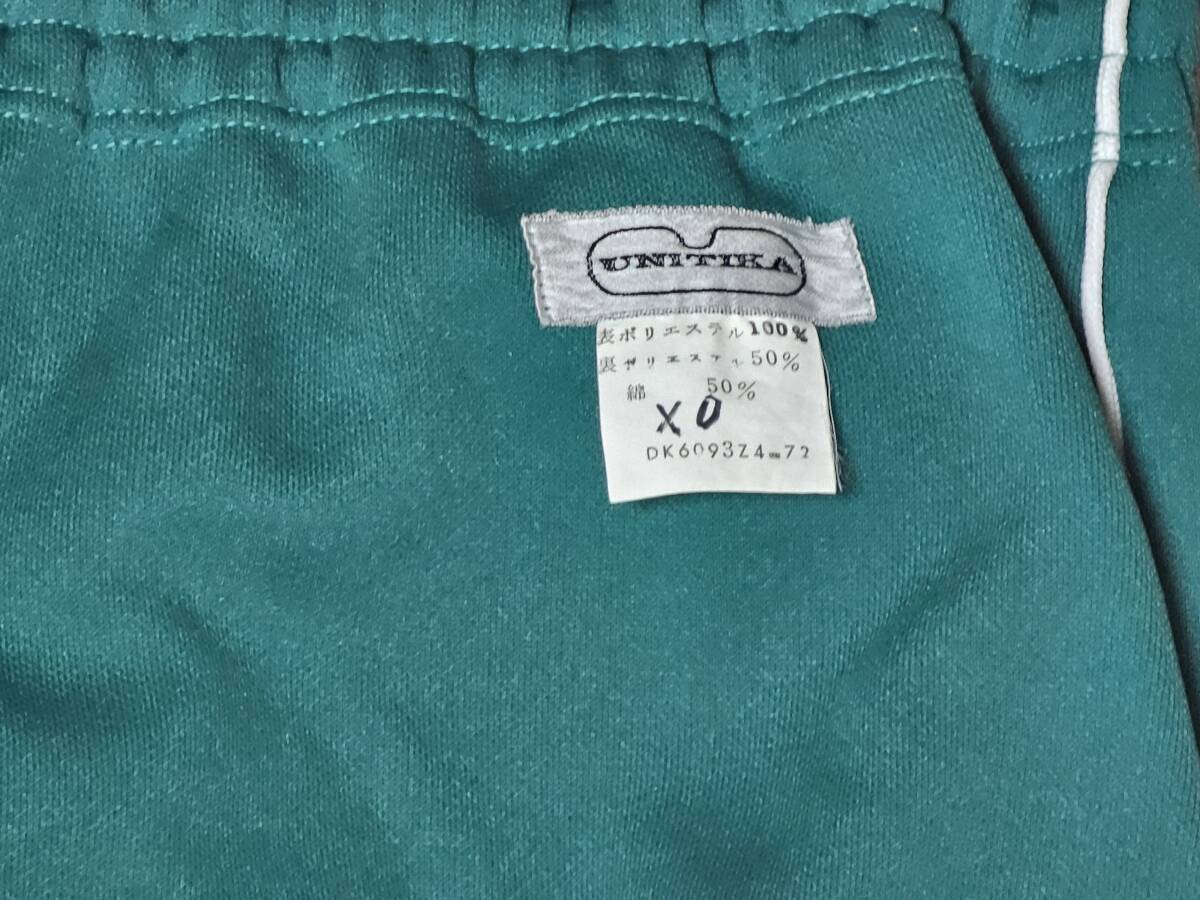 UNITIKA
表ポリエステル100%
裏ポリエステル50%
綿 50%
XO
DK6093Z4-72